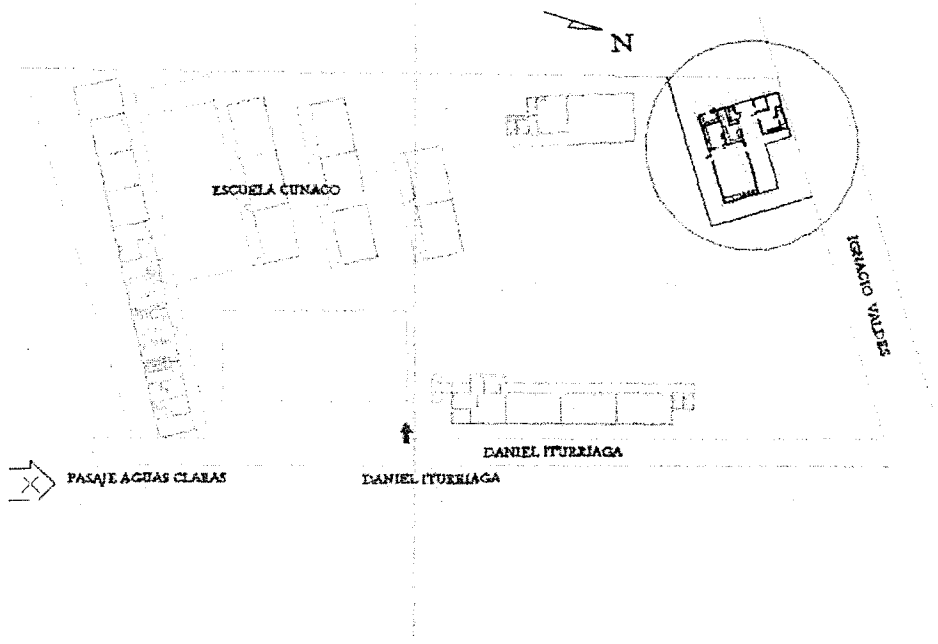 N
ESCUELA CUNACO
IGNACIO VALDES
DANIEL ITURRIAGA
PASAJE AGUAS CLARAS
DANIEL ITURRIAGA